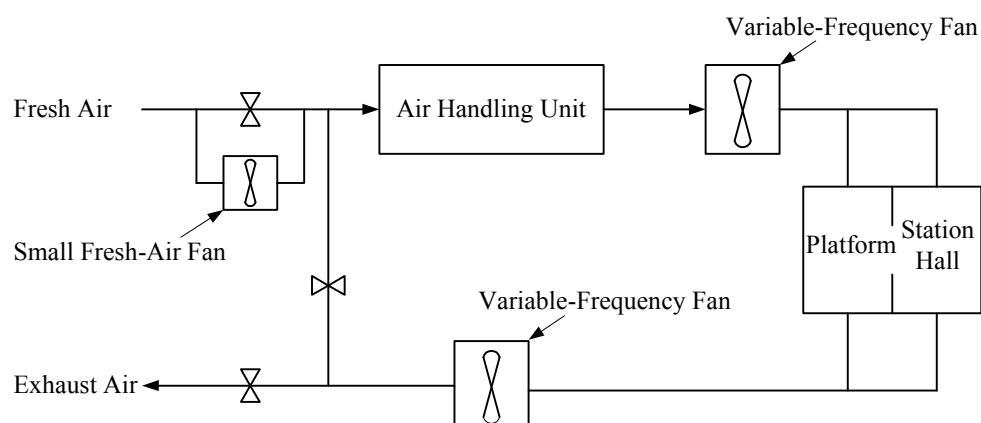 Variable-Frequency Fan
Fresh Air
Air Handling Unit
Small Fresh-Air Fan
Platform
Station
Hall
Variable-Frequency Fan
Exhaust Air